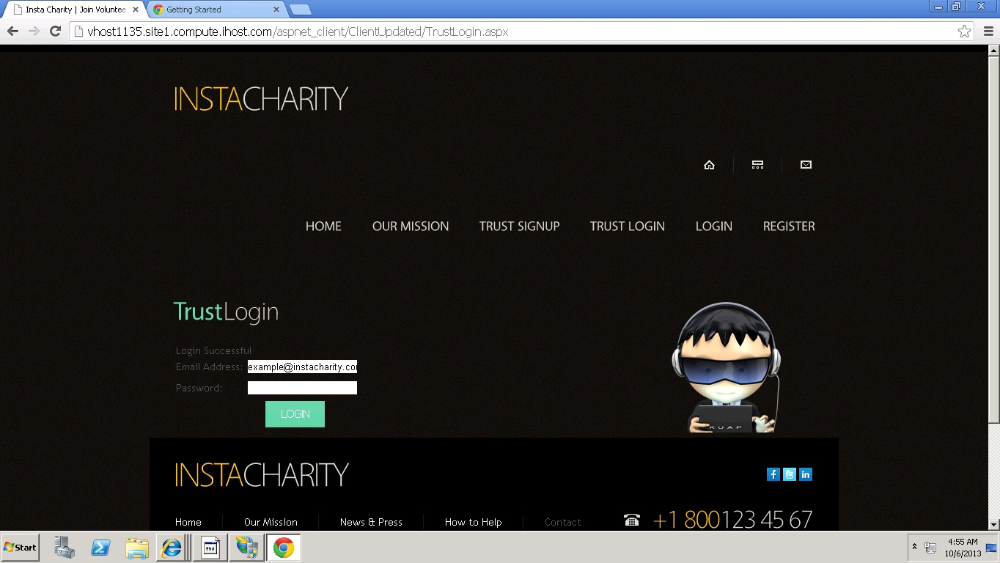 Insta Charity | Join Voluntee
Getting Started
vhost1135.site1.compute.ihost.com/aspnet_client/ClientUpdated/TrustLogin.aspx
INSTACHARITY
HOME OUR MISSION TRUST SIGNUP TRUST LOGIN LOGIN REGISTER
TrustLogin
Login Successful
Email Address: example@instacharity.co
Password:
LOGIN
KUAP
INSTACHARITY
Home Our Mission News & Press How to Help Contact
+1 800 123 45 67
Start
4:55 AM
10/6/2013